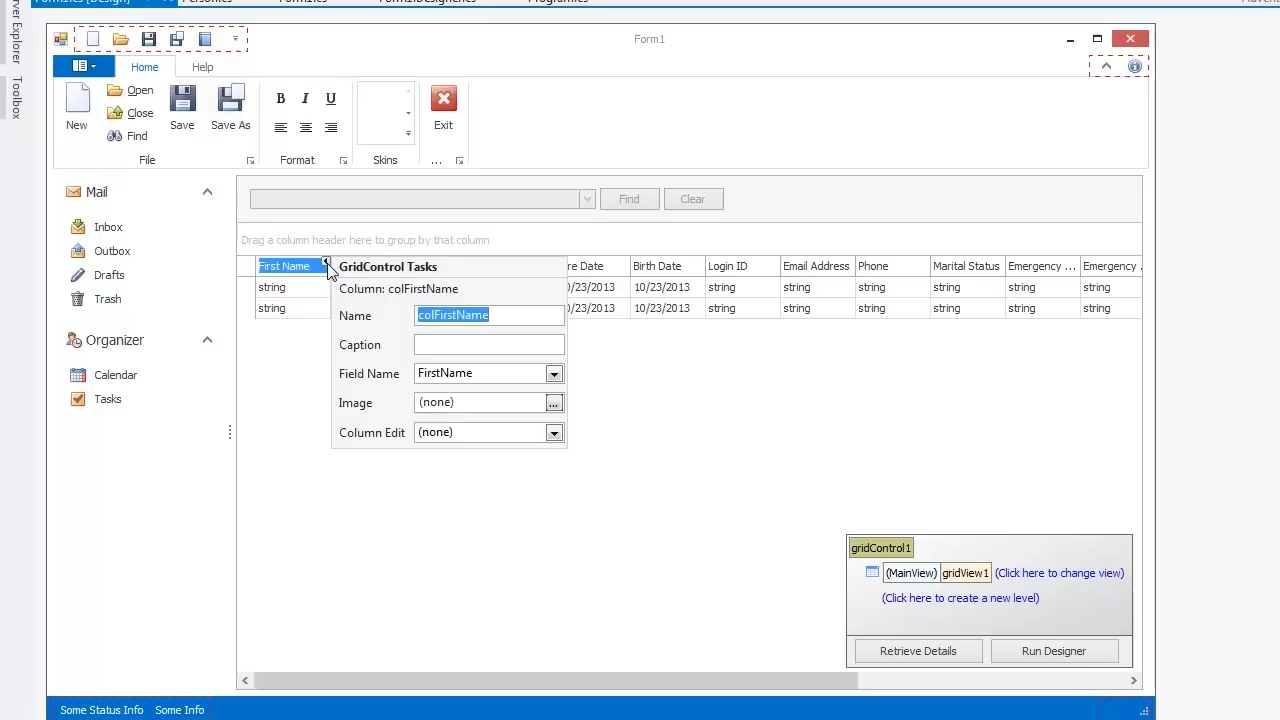 Form1
Home
Help
New
Open
Close
Find
Save
Save As
B I U
Exit
File
Format
Skins
...
Server Explorer
Toolbox
Mail
Inbox
Outbox
Drafts
Trash
Organizer
Calendar
Tasks
Find
Clear
Drag a column header here to group by that column
First Name
re Date Birth Date Login ID Email Address Phone Marital Status Emergency ... Emergency .
string 0/23/2013 10/23/2013 string string string string string string
string 0/23/2013 10/23/2013 string string string string string string
GridControl Tasks
Column: colFirstName
Name colFirstName
Caption
Field Name FirstName
Image (none) ...
Column Edit (none)
gridControl1
(MainView) gridView1 (Click here to change view)
(Click here to create a new level)
Retrieve Details
Run Designer
Some Status Info Some Info